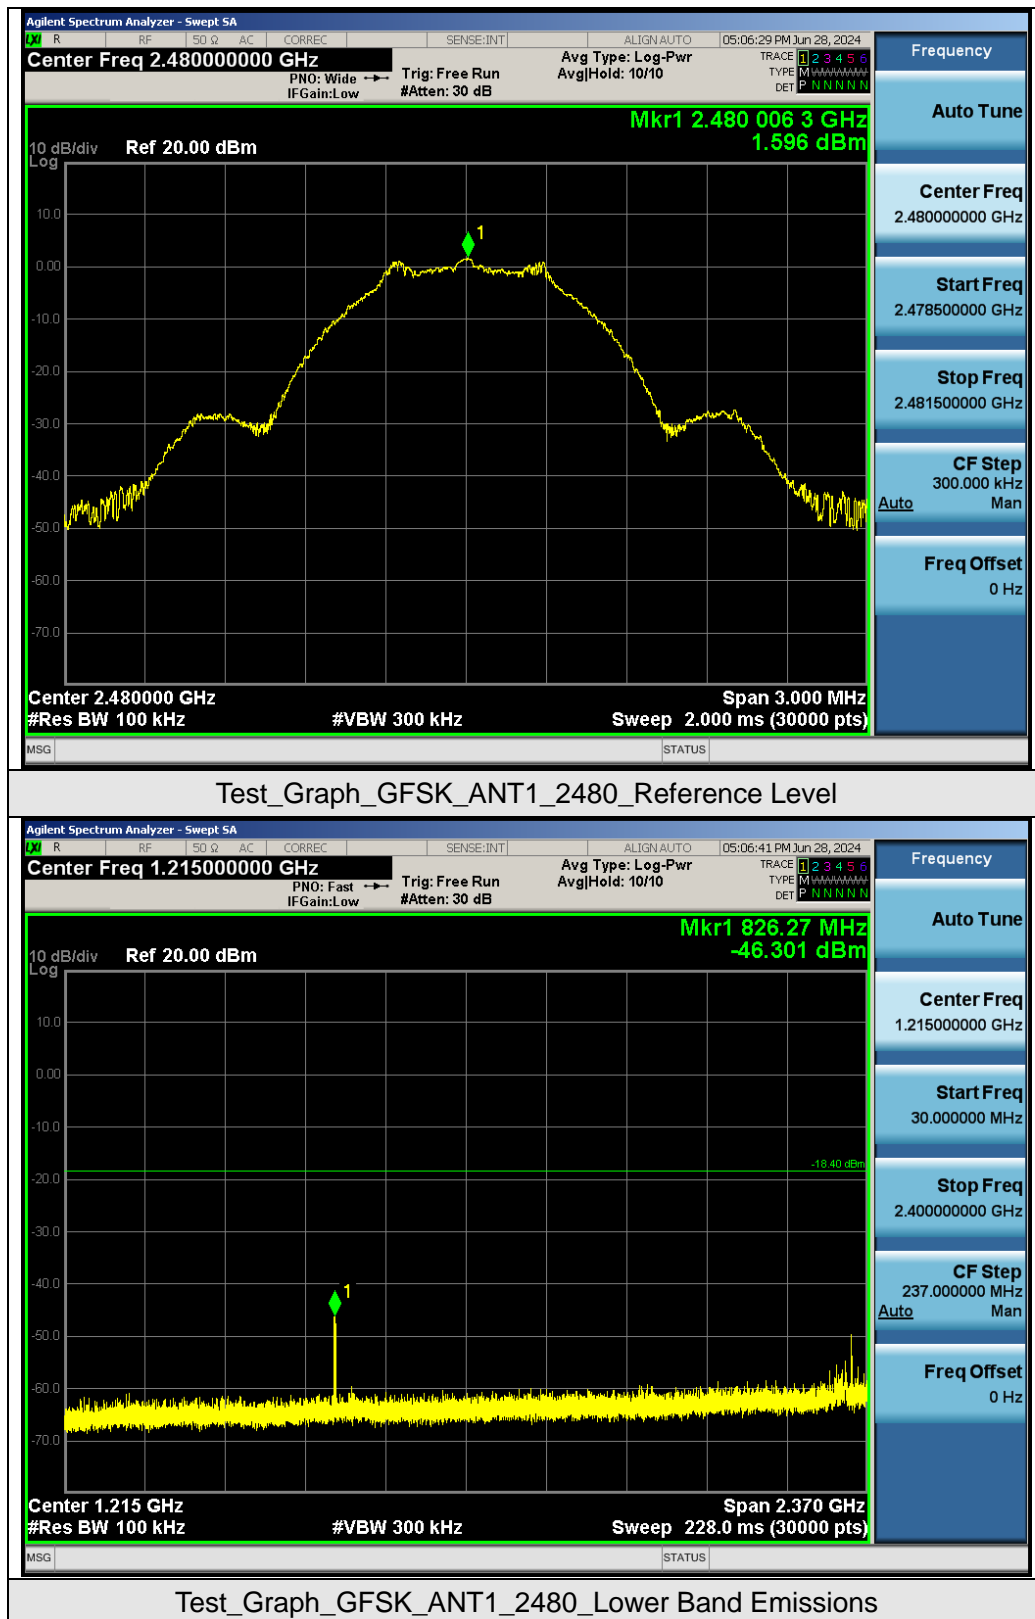 Agilent Spectrum Analyzer - Swept SA
LXI R RF 50 Ω AC CORREC SENSE:INT ALIGN AUTO 05:06:29 PM Jun 28, 2024
Center Freq 2.480000000 GHz
PNO: Wide
IFGain:Low
Trig: Free Run
#Atten: 30 dB
Avg Type: Log-Pwr
Avg|Hold: 10/10
TRACE 1 2 3 4 5 6
TYPE M WWWWW
DET P N N N N N
Mkr1 2.480 006 3 GHz
1.596 dBm
10 dB/div Ref 20.00 dBm
Log
10.0
0.00
-10.0
-20.0
-30.0
-40.0
-50.0
-60.0
-70.0
1
Center 2.480000 GHz Span 3.000 MHz
#Res BW 100 kHz #VBW 300 kHz Sweep 2.000 ms (30000 pts)
MSG STATUS
Frequency
Auto Tune
Center Freq
2.480000000 GHz
Start Freq
2.478500000 GHz
Stop Freq
2.481500000 GHz
CF Step
300.000 kHz
Auto Man
Freq Offset
0 Hz
Test_Graph_GFSK_ANT1_2480_Reference Level
Agilent Spectrum Analyzer - Swept SA
LXI R RF 50 Ω AC CORREC SENSE:INT ALIGN AUTO 05:06:41 PM Jun 28, 2024
Center Freq 1.215000000 GHz
PNO: Fast
IFGain:Low
Trig: Free Run
#Atten: 30 dB
Avg Type: Log-Pwr
Avg|Hold: 10/10
TRACE 1 2 3 4 5 6
TYPE M WWWWW
DET P N N N N N
Mkr1 826.27 MHz
-46.301 dBm
10 dB/div Ref 20.00 dBm
Log
10.0
0.00
-10.0
-20.0
-30.0
-40.0
-50.0
-60.0
-70.0
-18.40 dBm
1
Center 1.215 GHz Span 2.370 GHz
#Res BW 100 kHz #VBW 300 kHz Sweep 228.0 ms (30000 pts)
MSG STATUS
Frequency
Auto Tune
Center Freq
1.215000000 GHz
Start Freq
30.000000 MHz
Stop Freq
2.400000000 GHz
CF Step
237.000000 MHz
Auto Man
Freq Offset
0 Hz
Test_Graph_GFSK_ANT1_2480_Lower Band Emissions